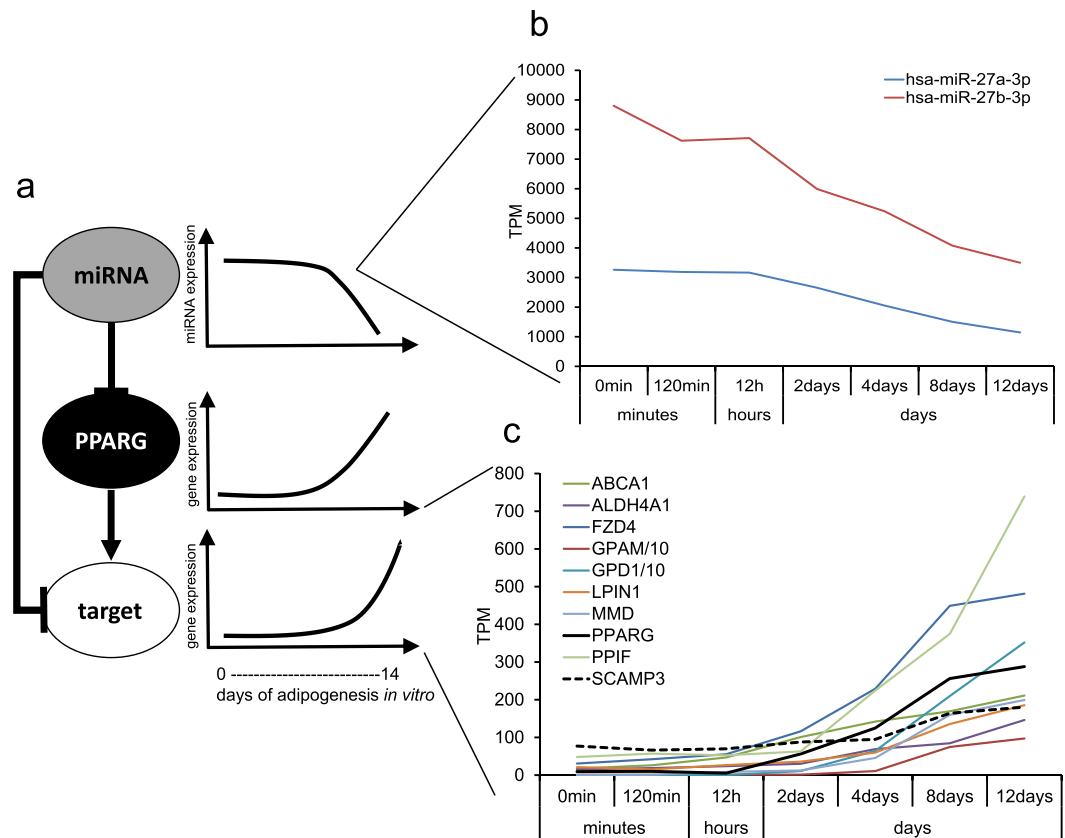 a
miRNA
PPARG
target
miRNA expression
gene expression
gene expression
0 -------------------------14
days of adipogenesis in vitro
b
hsa-miR-27a-3p
hsa-miR-27b-3p
TPM
10000
9000
8000
7000
6000
5000
4000
3000
2000
1000
0
0min 120min 12h 2days 4days 8days 12days
minutes hours days
c
ABCA1
ALDH4A1
FZD4
GPAM/10
GPD1/10
LPIN1
MMD
PPARG
PPIF
SCAMP3
TPM
800
700
600
500
400
300
200
100
0
0min 120min 12h 2days 4days 8days 12days
minutes hours days